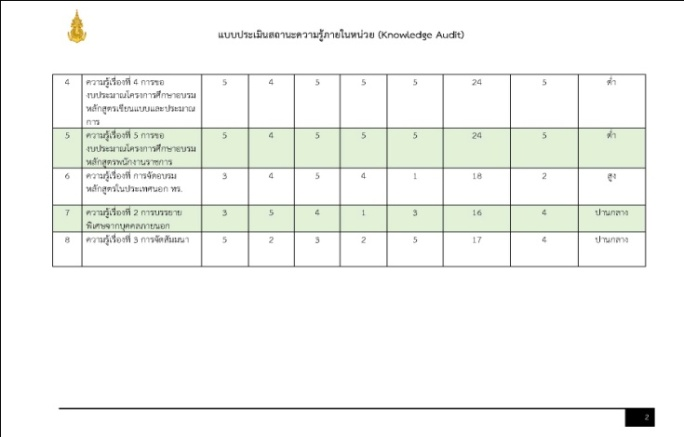 แบบประเมินสถานะความรู้ภายในหน่วย (Knowledge Audit)
4 ความรู้เรื่องที่ 4 การขอ 5 4 5 5 5 24 5 ต่ำ
งบประมาณโครงการศึกษาอบรม
หลักสูตรเขียนแบบและประมาณ
การ
5 ความรู้เรื่องที่ 5 การขอ 5 4 5 5 5 24 5 ต่ำ
งบประมาณโครงการศึกษาอบรม
หลักสูตรพนักงานราชการ
6 ความรู้เรื่องที่ การจัดอบรม 3 4 5 4 1 18 2 สูง
หลักสูตรในประเทศนอก ทร.
7 ความรู้เรื่องที่ 2 การบรรยาย 3 5 4 1 3 16 4 ปานกลาง
พิเศษจากบุคคลภายนอก
8 ความรู้เรื่องที่ 3 การจัดสัมมนา 5 2 3 2 5 17 4 ปานกลาง
2